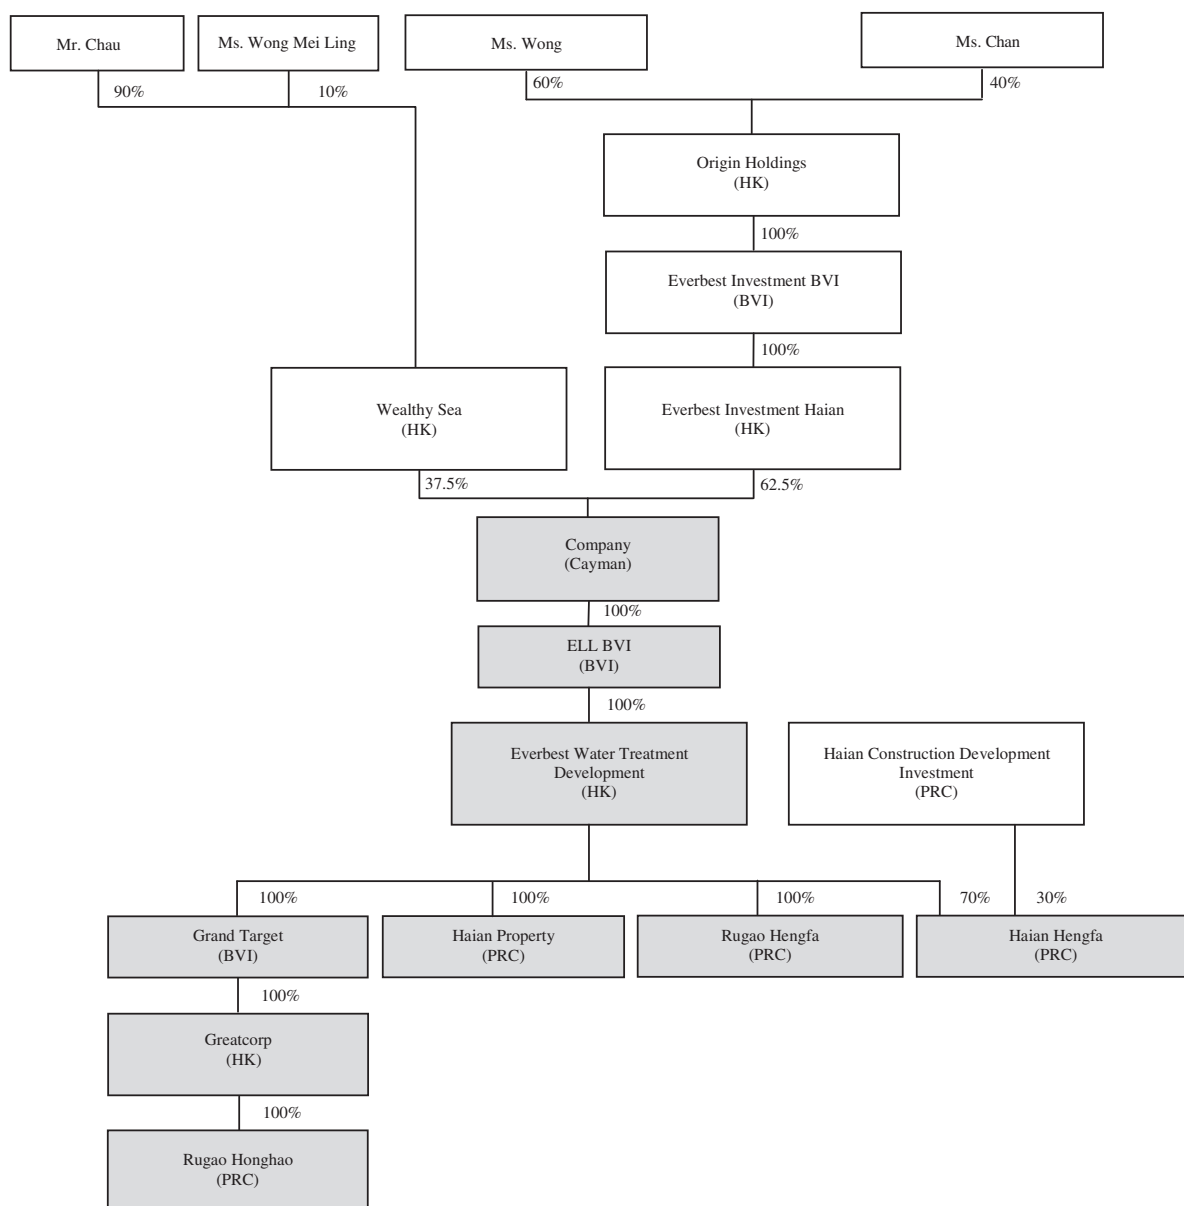 Mr. Chau
Ms. Wong Mei Ling
Ms. Wong
Ms. Chan
90%
10%
60%
40%
Origin Holdings
(HK)
100%
Everbest Investment BVI
(BVI)
100%
Wealthy Sea
(HK)
Everbest Investment Haian
(HK)
37.5%
62.5%
Company
(Cayman)
100%
ELL BVI
(BVI)
100%
Everbest Water Treatment
Development
(HK)
Haian Construction Development
Investment
(PRC)
100%
100%
100%
70%
30%
Grand Target
(BVI)
Haian Property
(PRC)
Rugao Hengfa
(PRC)
Haian Hengfa
(PRC)
100%
Greatcorp
(HK)
100%
Rugao Honghao
(PRC)